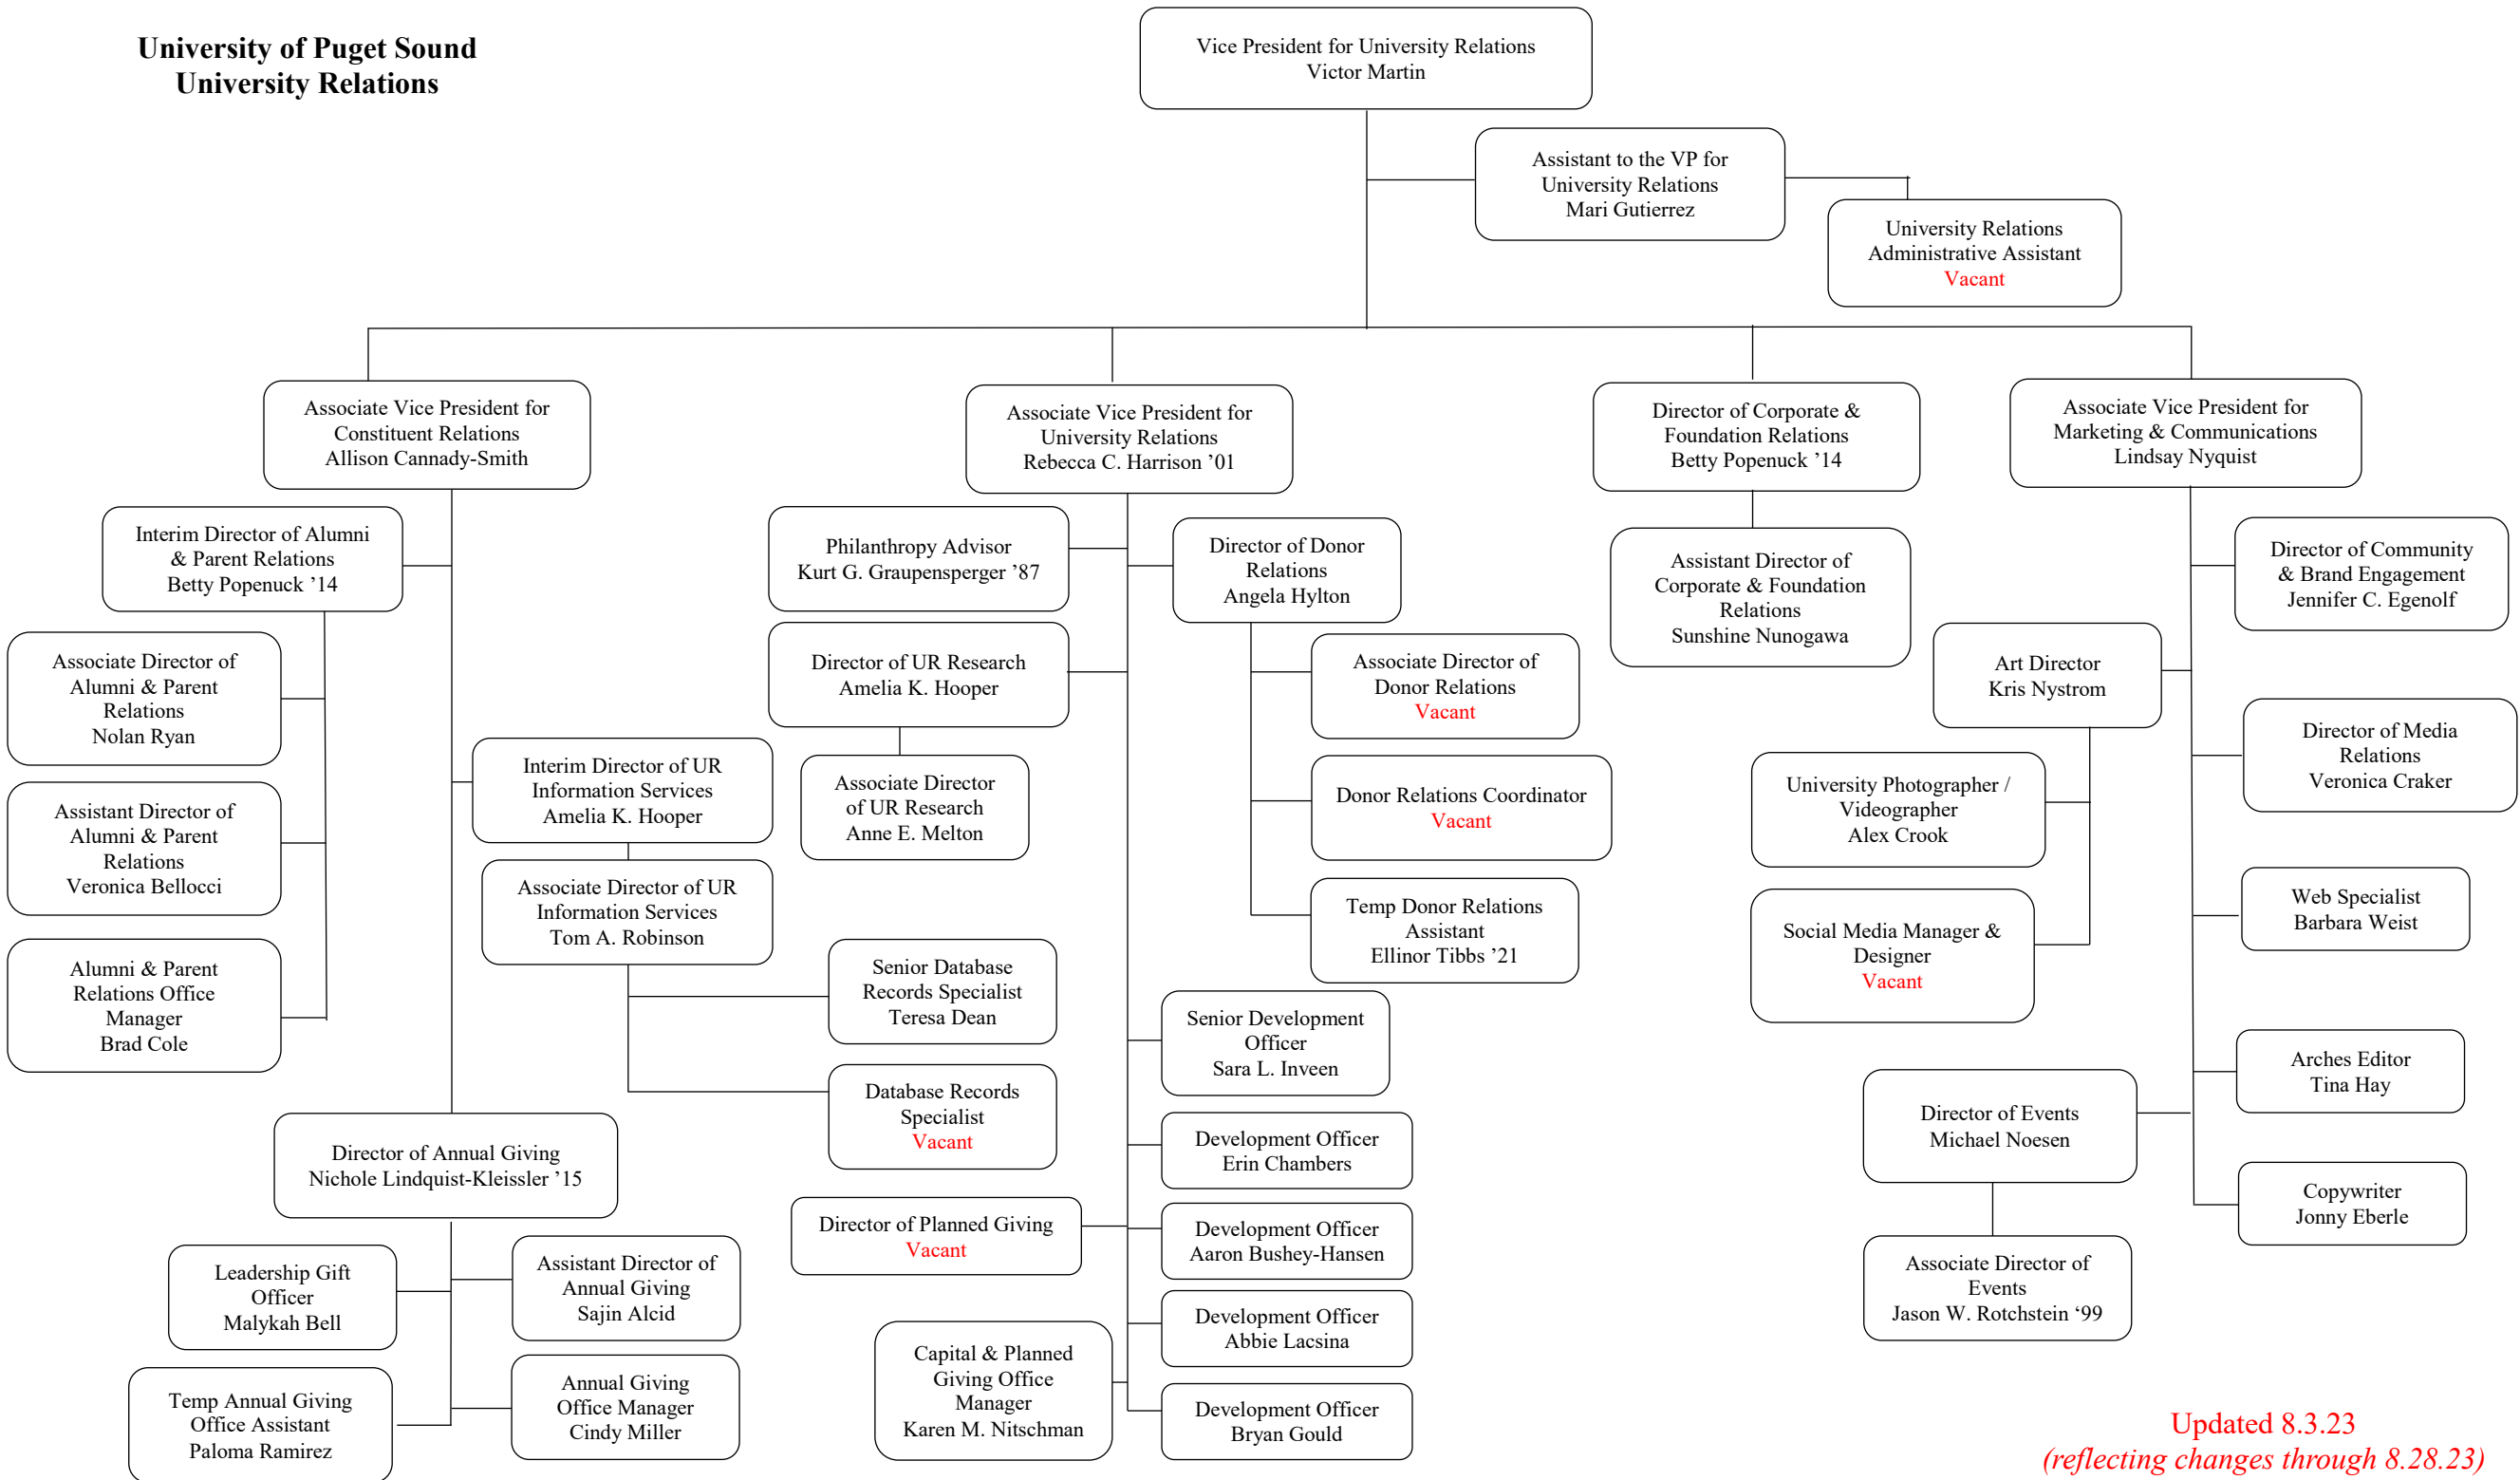 University of Puget Sound
University Relations
Vice President for University Relations
Victor Martin
Assistant to the VP for
University Relations
Mari Gutierrez
University Relations
Administrative Assistant
Vacant
Associate Vice President for
Constituent Relations
Allison Cannady-Smith
Associate Vice President for
University Relations
Rebecca C. Harrison ’01
Director of Corporate &
Foundation Relations
Betty Popenuck ’14
Associate Vice President for
Marketing & Communications
Lindsay Nyquist
Interim Director of Alumni
& Parent Relations
Betty Popenuck ’14
Associate Director of
Alumni & Parent
Relations
Nolan Ryan
Assistant Director of
Alumni & Parent
Relations
Veronica Bellocci
Alumni & Parent
Relations Office
Manager
Brad Cole
Interim Director of UR
Information Services
Amelia K. Hooper
Associate Director of UR
Information Services
Tom A. Robinson
Senior Database
Records Specialist
Teresa Dean
Database Records
Specialist
Vacant
Director of Annual Giving
Nichole Lindquist-Kleissler ’15
Leadership Gift
Officer
Malykah Bell
Assistant Director of
Annual Giving
Sajin Alcid
Temp Annual Giving
Office Assistant
Paloma Ramirez
Annual Giving
Office Manager
Cindy Miller
Philanthropy Advisor
Kurt G. Graupensperger ’87
Director of Donor
Relations
Angela Hylton
Director of UR Research
Amelia K. Hooper
Associate Director
of UR Research
Anne E. Melton
Associate Director of
Donor Relations
Vacant
Donor Relations Coordinator
Vacant
Temp Donor Relations
Assistant
Ellinor Tibbs ’21
Senior Development
Officer
Sara L. Inveen
Development Officer
Erin Chambers
Director of Planned Giving
Vacant
Development Officer
Aaron Bushey-Hansen
Development Officer
Abbie Lacsina
Capital & Planned
Giving Office
Manager
Karen M. Nitschman
Development Officer
Bryan Gould
Assistant Director of
Corporate & Foundation
Relations
Sunshine Nunogawa
Director of Community
& Brand Engagement
Jennifer C. Egenolf
Art Director
Kris Nystrom
University Photographer /
Videographer
Alex Crook
Social Media Manager &
Designer
Vacant
Director of Media
Relations
Veronica Craker
Web Specialist
Barbara Weist
Arches Editor
Tina Hay
Director of Events
Michael Noesen
Copywriter
Jonny Eberle
Associate Director of
Events
Jason W. Rotchstein ‘99
Updated 8.3.23
(reflecting changes through 8.28.23)